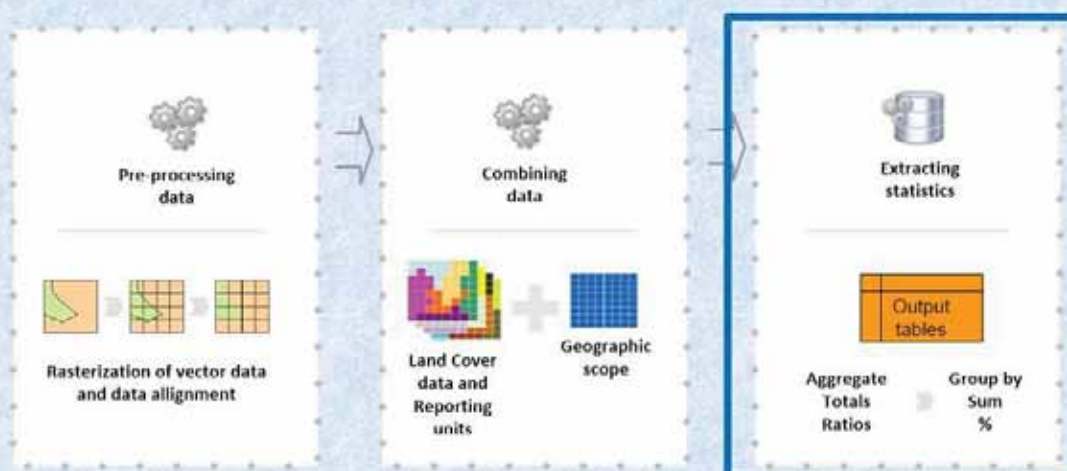 Pre-processing
data
Rasterization of vector data
and data allignment
Combining
data
Land Cover
data and
Reporting
units
Geographic
scope
Extracting
statistics
Output
tables
Aggregate
Totals
Ratios
Group by
Sum
%